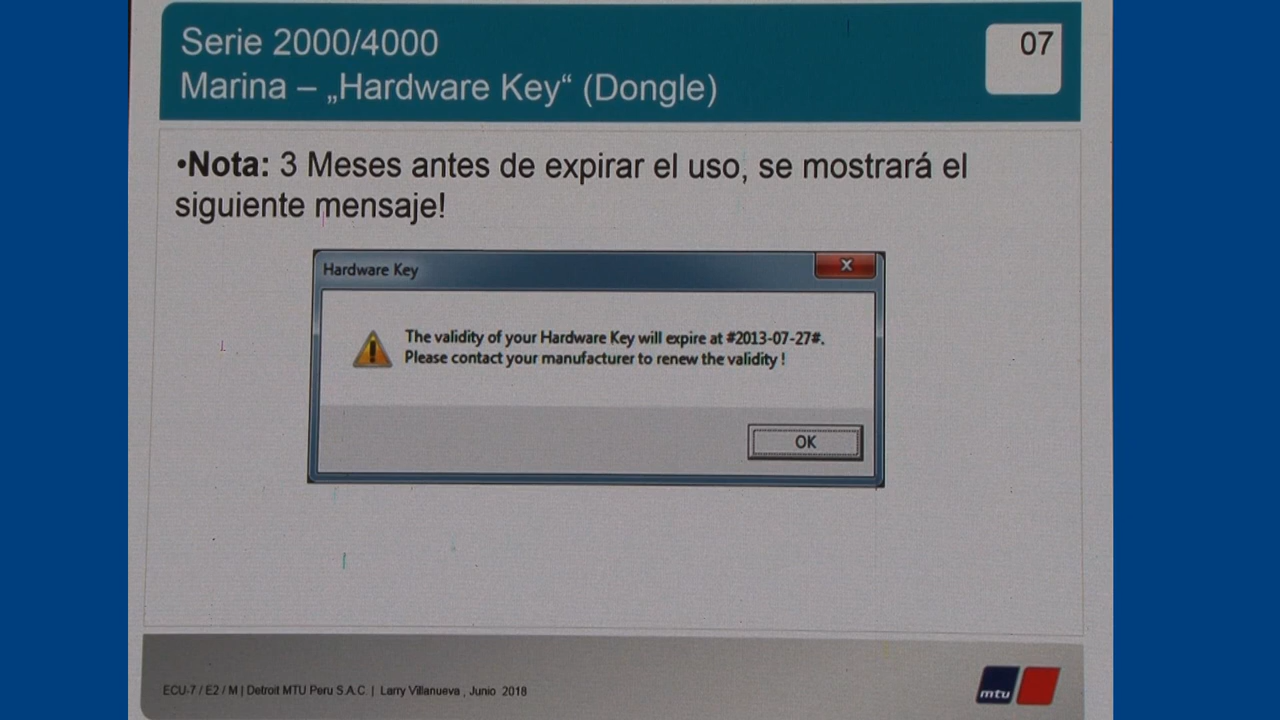 Serie 2000/4000
07
Marina – „Hardware Key“ (Dongle)
•Nota: 3 Meses antes de expirar el uso, se mostrará el
siguiente mensaje!
Hardware Key
The validity of your Hardware Key will expire at #2013-07-27#.
Please contact your manufacturer to renew the validity !
OK
ECU-7 / E2 / M | Detroit MTU Peru S.A.C. | Larry Villanueva , Junio 2018
mtu